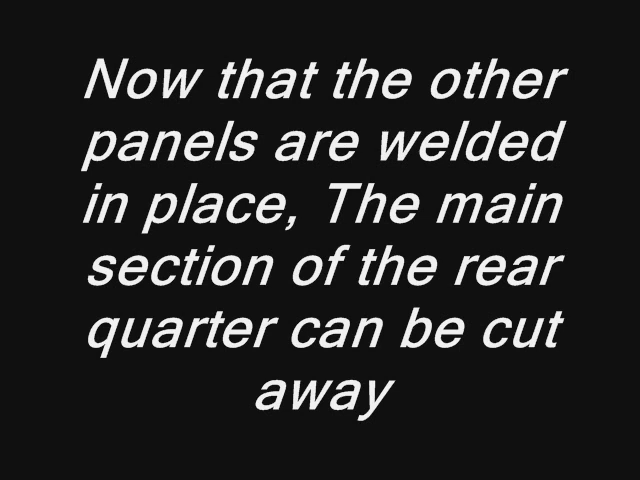 Now that the other
panels are welded
in place, The main
section of the rear
quarter can be cut
away